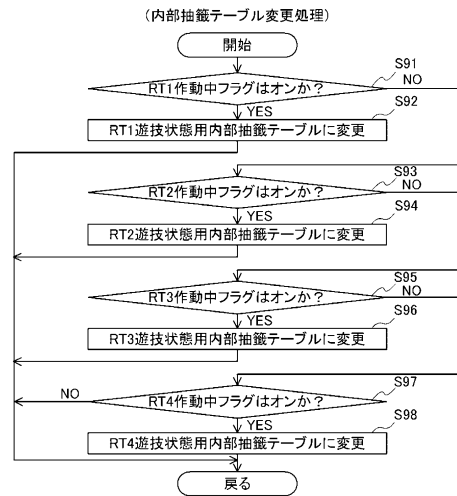 (内部抽籤テーブル変更処理)
開始
S91
RT1作動中フラグはオンか?
NO
YES
S92
RT1遊技状態用内部抽籤テーブルに変更
S93
RT2作動中フラグはオンか?
NO
YES
S94
RT2遊技状態用内部抽籤テーブルに変更
S95
RT3作動中フラグはオンか?
NO
YES
S96
RT3遊技状態用内部抽籤テーブルに変更
S97
NO
RT4作動中フラグはオンか?
YES
S98
RT4遊技状態用内部抽籤テーブルに変更
戻る